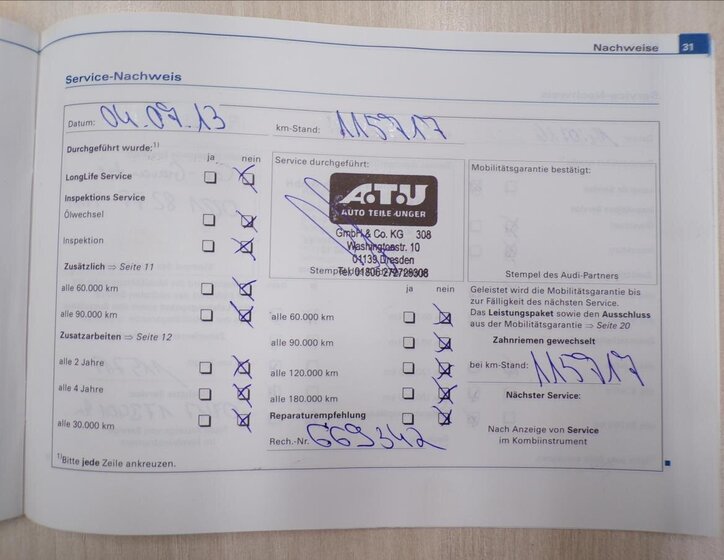 Nachweise 31
Service-Nachweis
Datum: 04.07.13 km-Stand: 115717
Durchgeführt wurde:1)
ja nein
LongLife Service
Inspektions Service
Ölwechsel
Inspektion
Zusätzlich ⇒ Seite 11
alle 60.000 km
alle 90.000 km
Zusatzarbeiten ⇒ Seite 12
alle 2 Jahre
alle 4 Jahre
alle 30.000 km
1)Bitte jede Zeile ankreuzen.
Service durchgeführt:
A.T.U
AUTO TEILE UNGER
GmbH & Co. KG 308
Washingtonstr. 10
01139 Dresden
Tel. 01806 272728308
ja nein
alle 60.000 km
alle 90.000 km
alle 120.000 km
alle 180.000 km
Reparaturempfehlung
Rech.-Nr. 669342
Mobilitätsgarantie bestätigt:
Stempel des Audi-Partners
Geleistet wird die Mobilitätsgarantie bis
zur Fälligkeit des nächsten Service.
Das Leistungspaket sowie den Ausschluss
aus der Mobilitätsgarantie ⇒ Seite 20
Zahnriemen gewechselt
bei km-Stand: 115717
Nächster Service:
Nach Anzeige von Service
im Kombiinstrument